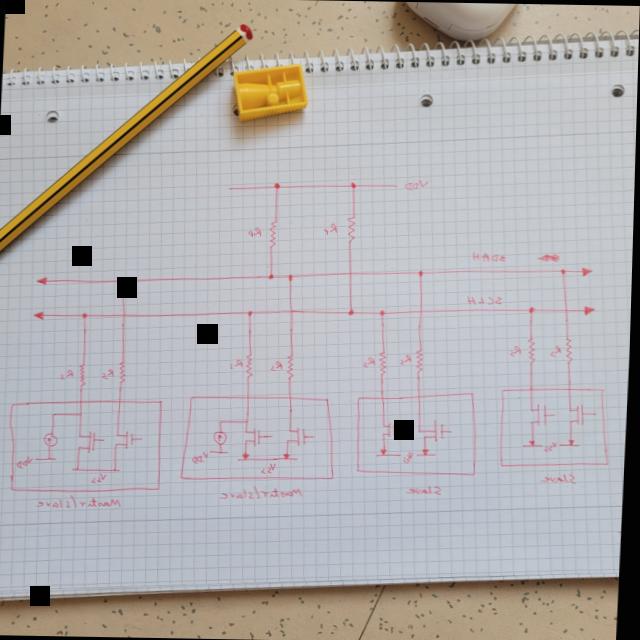 VDD
Rp Rp
SDAH
SCLH
Rs Rs Rs Rs Rs Rs Rs Rs
VDD VDD
VSS VSS VSS VSS
Master/Slave Master/Slave Slave Slave